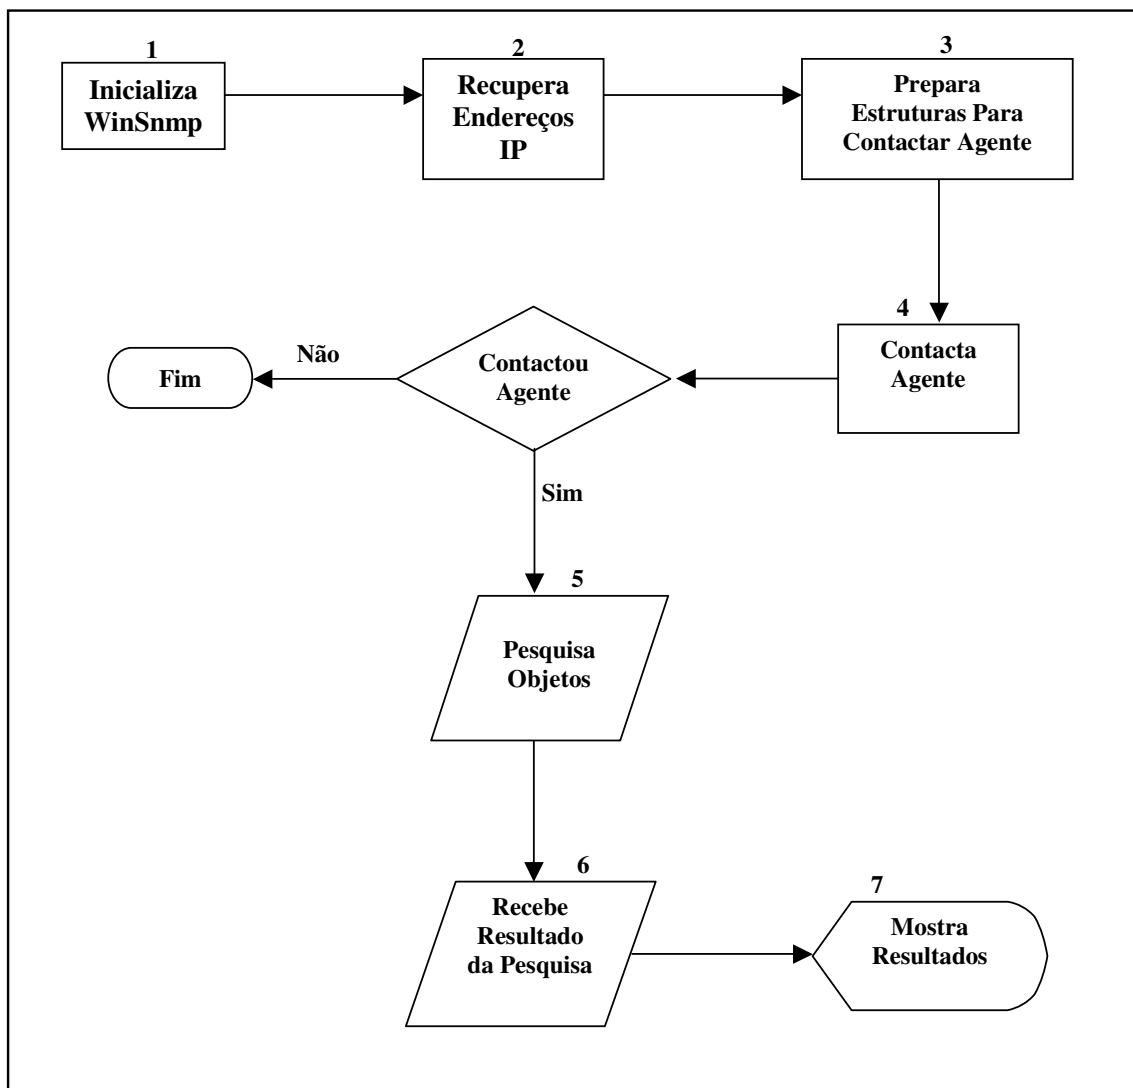 1
Inicializa
WinSnmp
2
Recupera
Endereços
IP
3
Prepara
Estruturas Para
Contactar Agente
4
Contacta
Agente
Contactou
Agente
Não
Fim
Sim
5
Pesquisa
Objetos
6
Recebe
Resultado
da Pesquisa
7
Mostra
Resultados